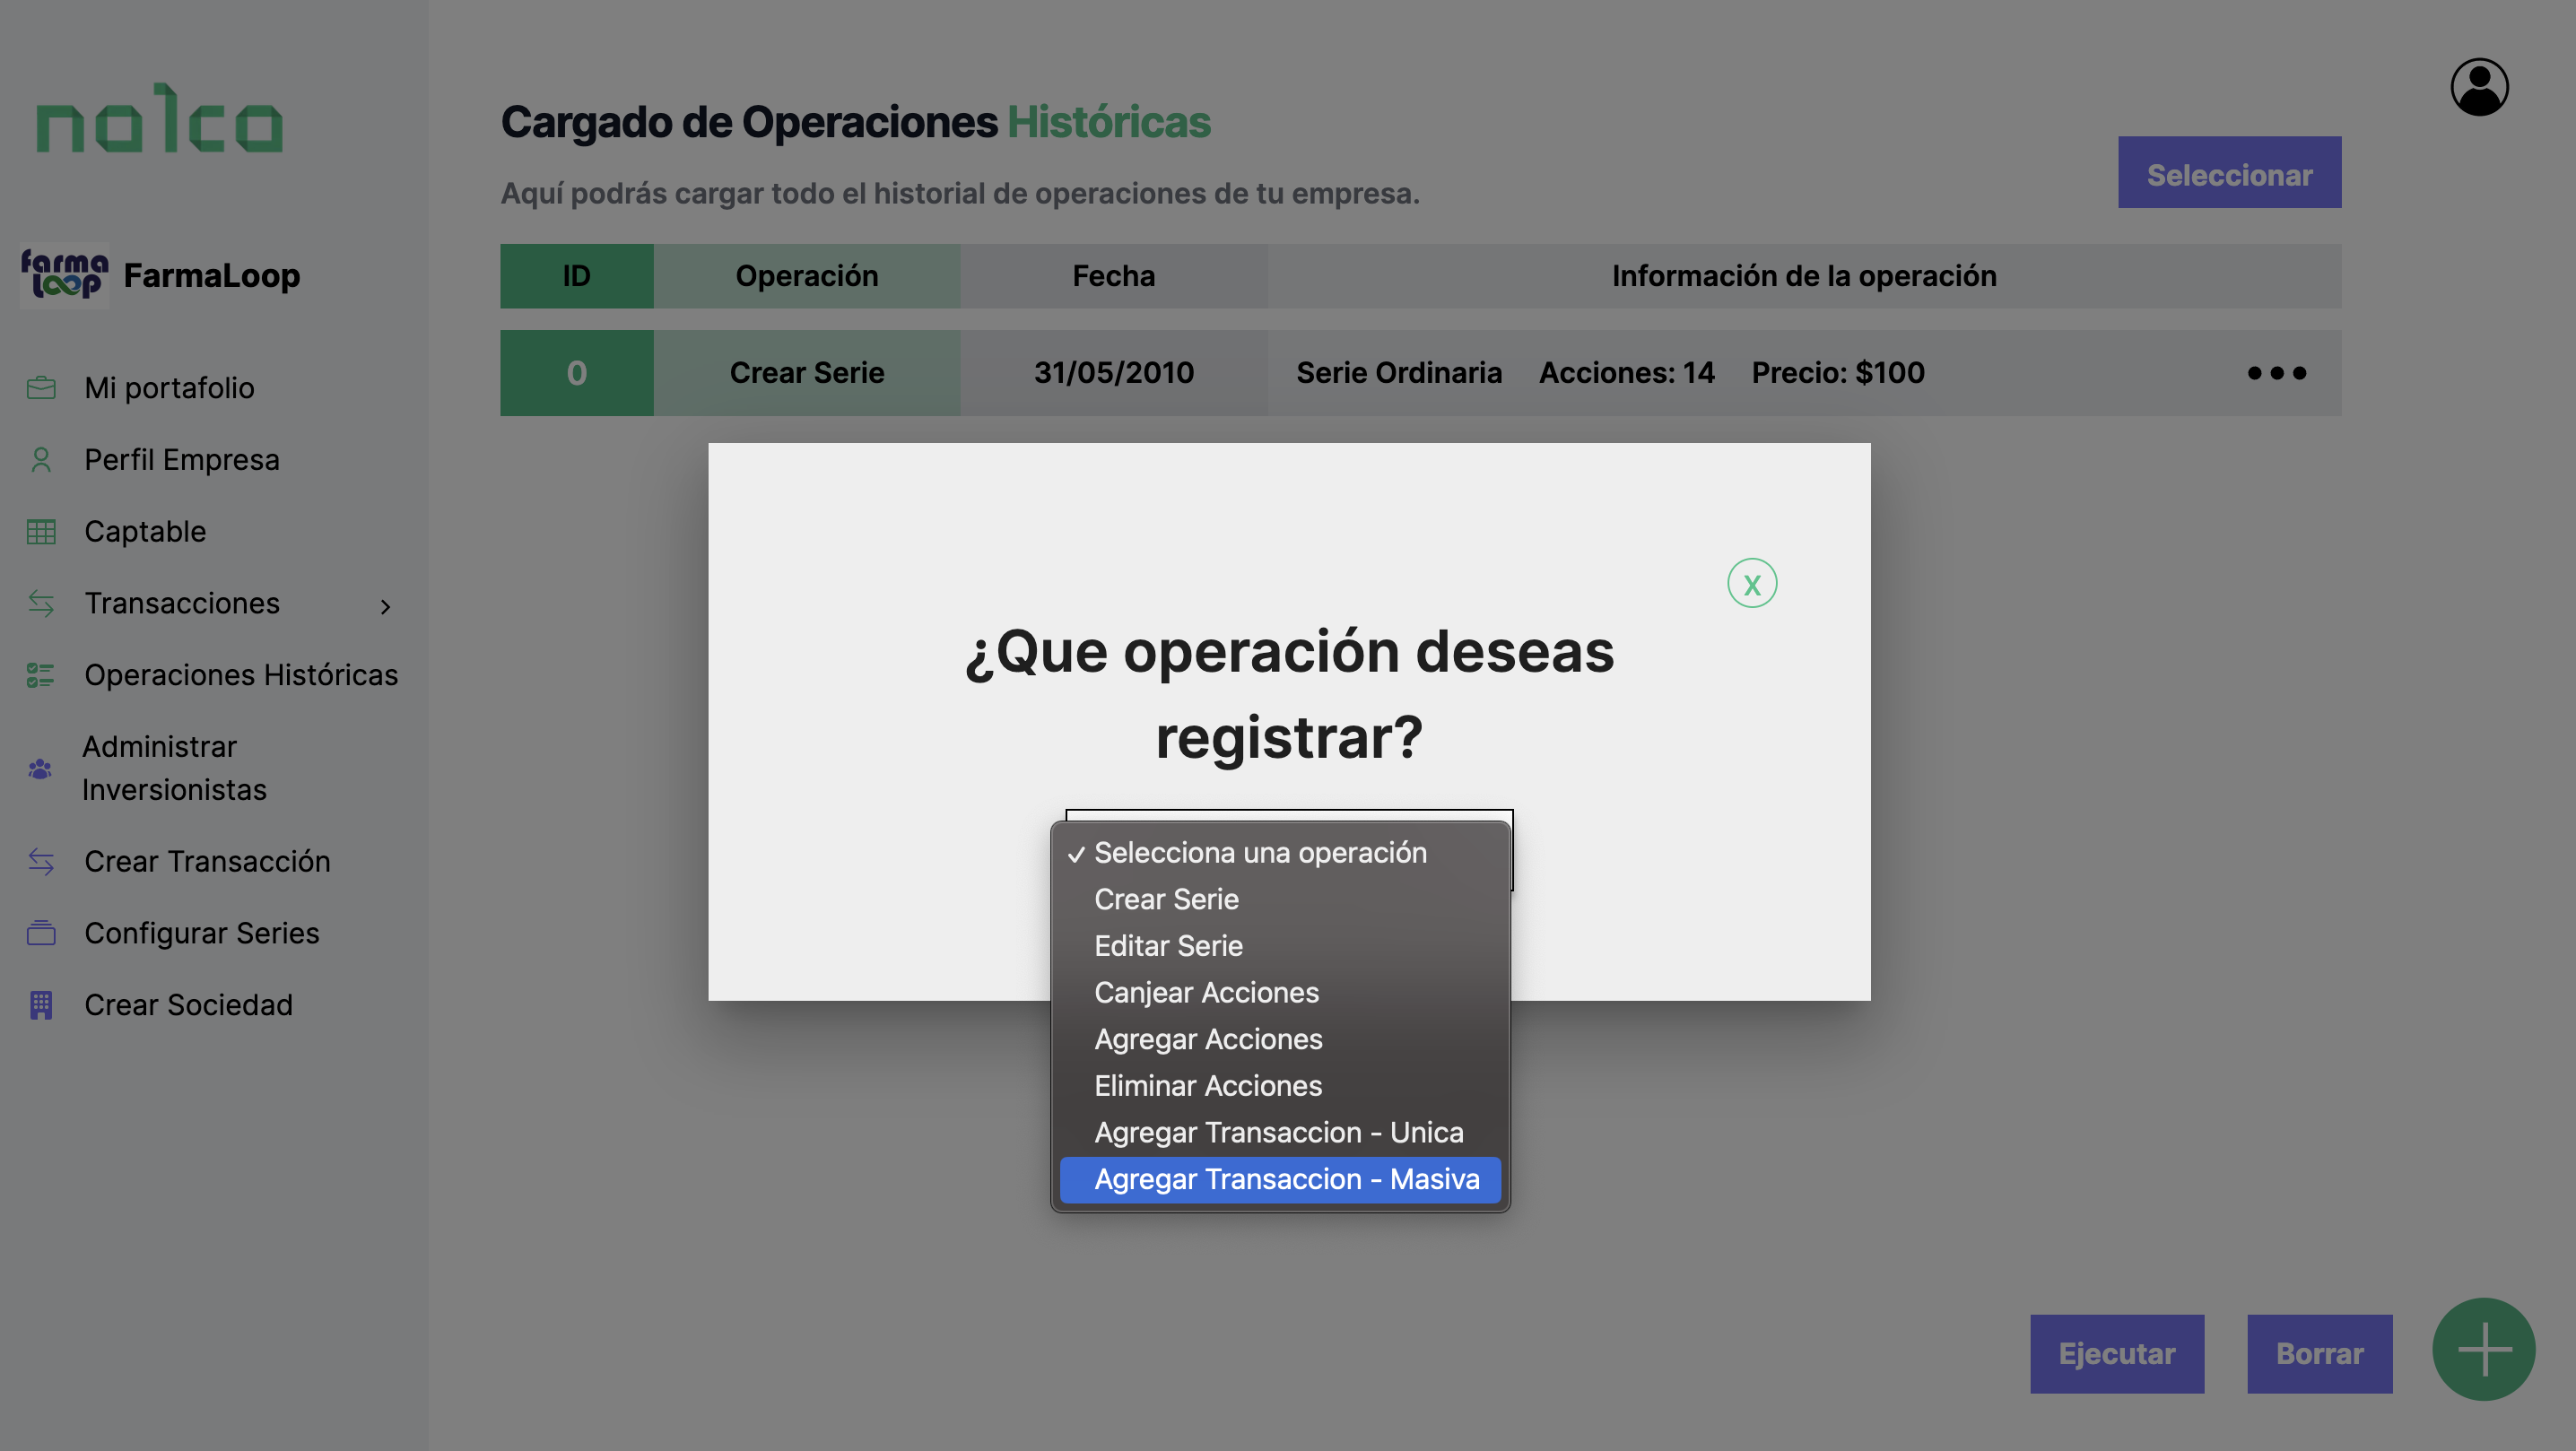 nalca
farma
loop
FarmaLoop
Mi portafolio
Perfil Empresa
Captable
Transacciones
Operaciones Históricas
Administrar
Inversionistas
Crear Transacción
Configurar Series
Crear Sociedad
Cargado de Operaciones Históricas
Aquí podrás cargar todo el historial de operaciones de tu empresa.
Seleccionar
ID Operación Fecha Información de la operación
0 Crear Serie 31/05/2010 Serie Ordinaria Acciones: 14 Precio: $100
X
¿Que operación deseas
registrar?
✓ Selecciona una operación
Crear Serie
Editar Serie
Canjear Acciones
Agregar Acciones
Eliminar Acciones
Agregar Transaccion - Unica
Agregar Transaccion - Masiva
Ejecutar
Borrar